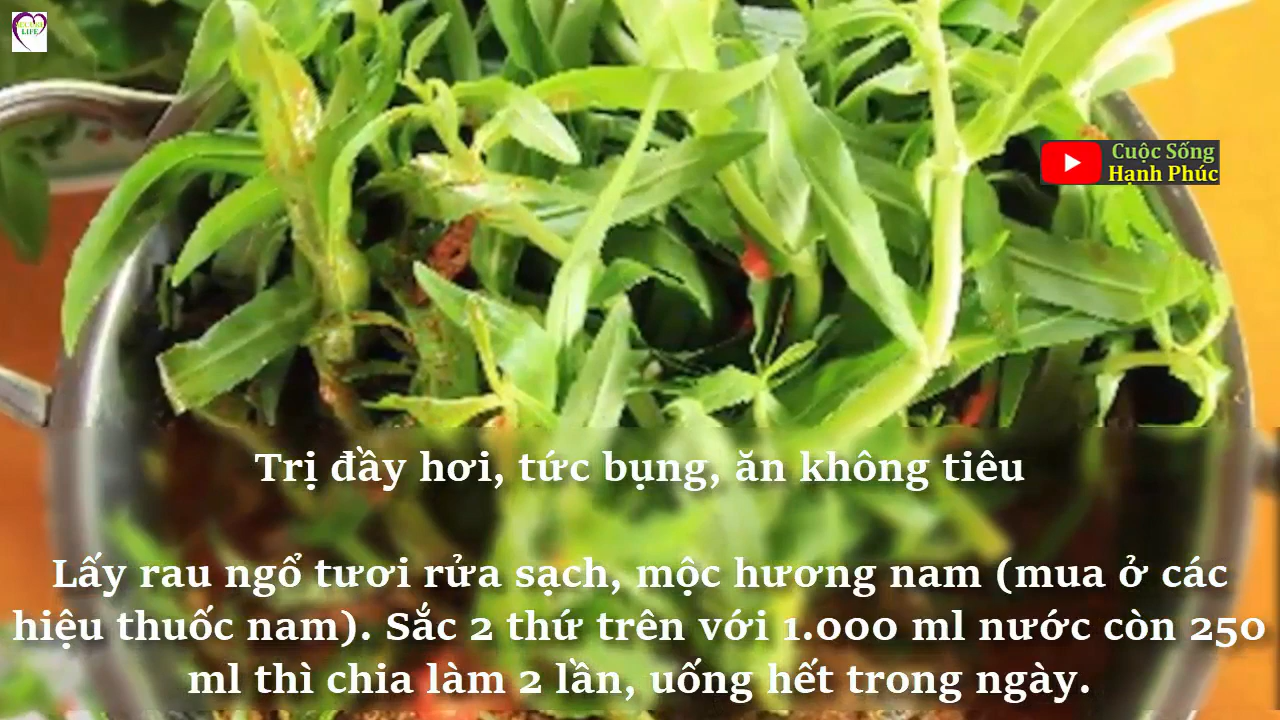 LIFE
Cuộc Sống
Hạnh Phúc
Trị đầy hơi, tức bụng, ăn không tiêu
Lấy rau ngổ tươi rửa sạch, mộc hương nam (mua ở các
hiệu thuốc nam). Sắc 2 thứ trên với 1.000 ml nước còn 250
ml thì chia làm 2 lần, uống hết trong ngày.